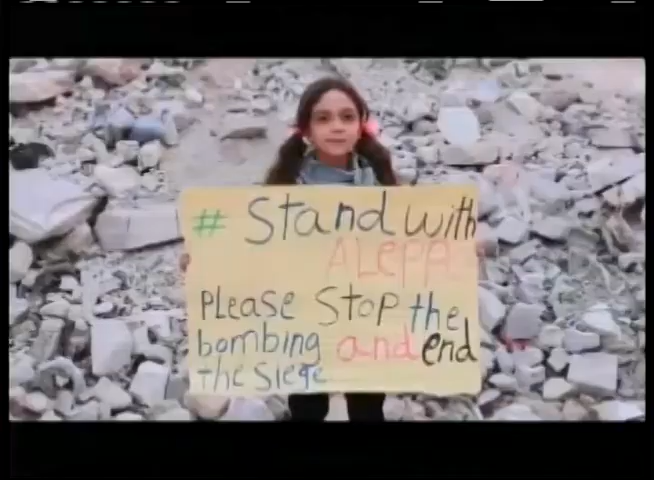 # Stand with
ALEPPO
Please Stop the
bombing and end
the Siege